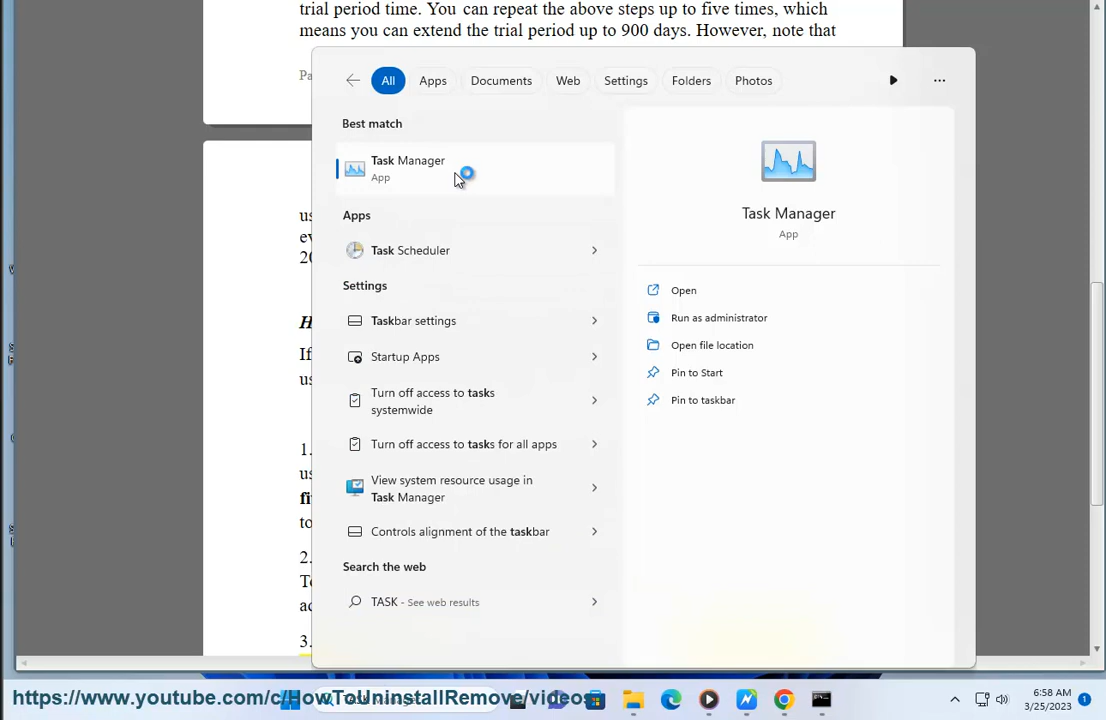 trial period time. You can repeat the above steps up to five times, which
means you can extend the trial period up to 900 days. However, note that
All
Apps
Documents
Web
Settings
Folders
Photos
Best match
Task Manager
App
Apps
Task Scheduler
Settings
Taskbar settings
Startup Apps
Turn off access to tasks
systemwide
Turn off access to tasks for all apps
View system resource usage in
Task Manager
Controls alignment of the taskbar
Search the web
TASK - See web results
Task Manager
App
Open
Run as administrator
Open file location
Pin to Start
Pin to taskbar
If
1.
2.
3.
https://www.youtube.com/c/HowToUninstallRemove/videos
6:58 AM
3/25/2023
1